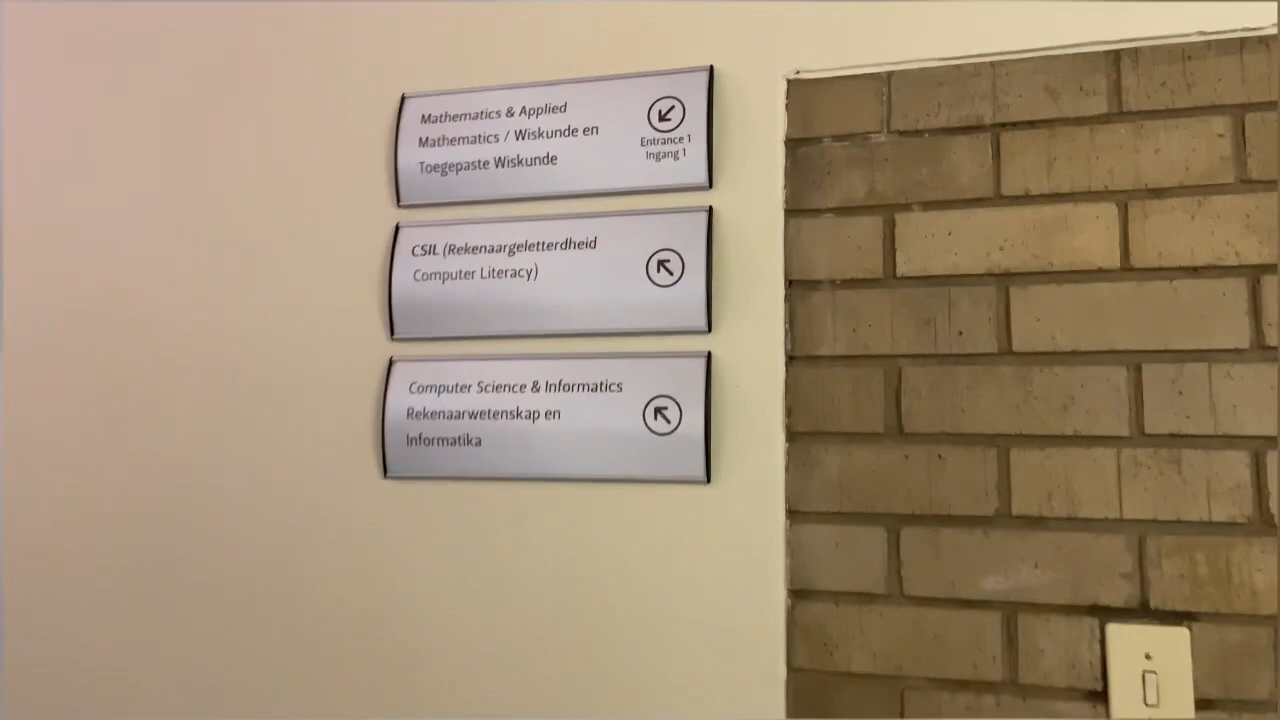 Mathematics & Applied
Mathematics / Wiskunde en
Toegepaste Wiskunde
Entrance 1
Ingang 1
CSIL (Rekenaargeletterdheid
Computer Literacy)
Computer Science & Informatics
Rekenaarwetenskap en
Informatika